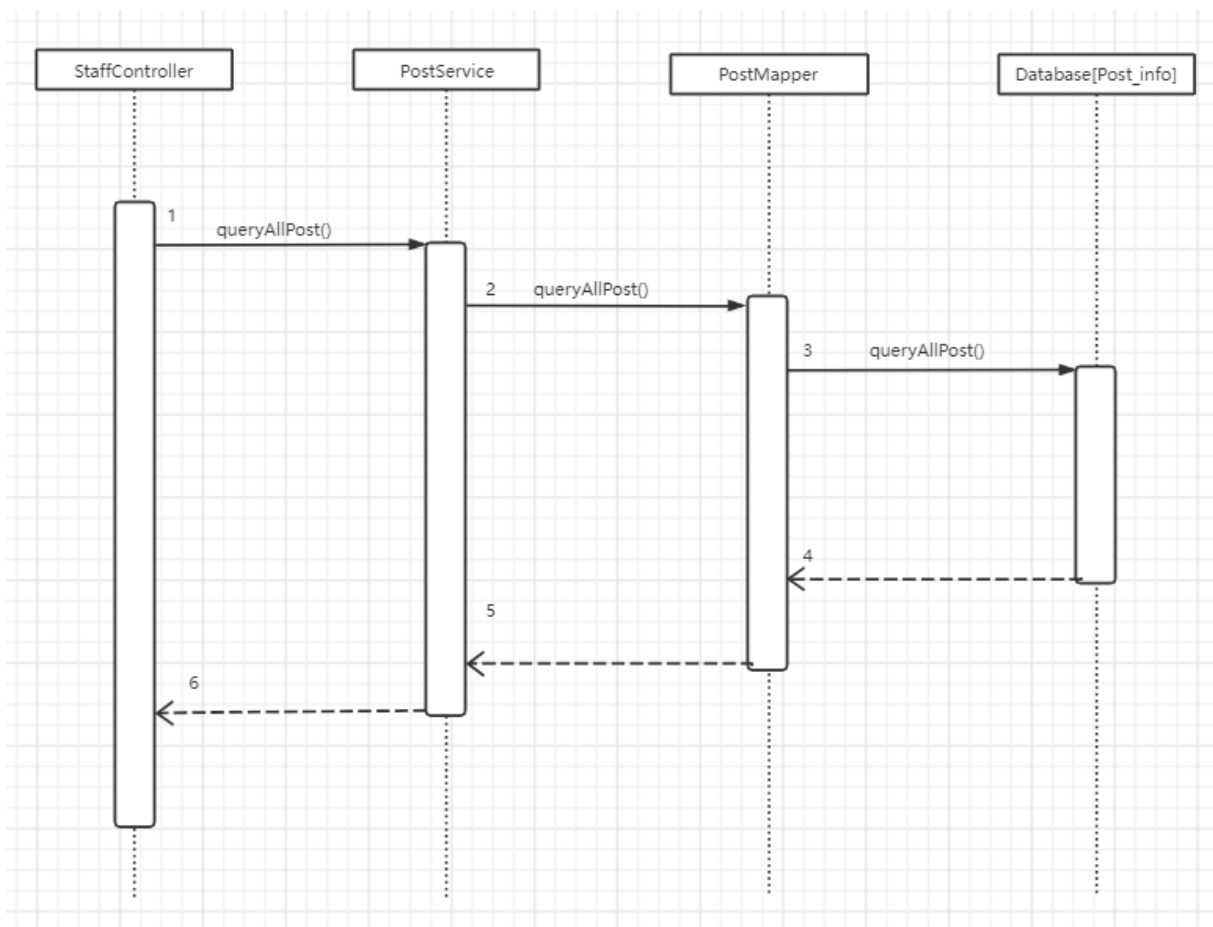 StaffController
PostService
PostMapper
Database[Post_info]
1
queryAllPost()
2
queryAllPost()
3
queryAllPost()
4
5
6